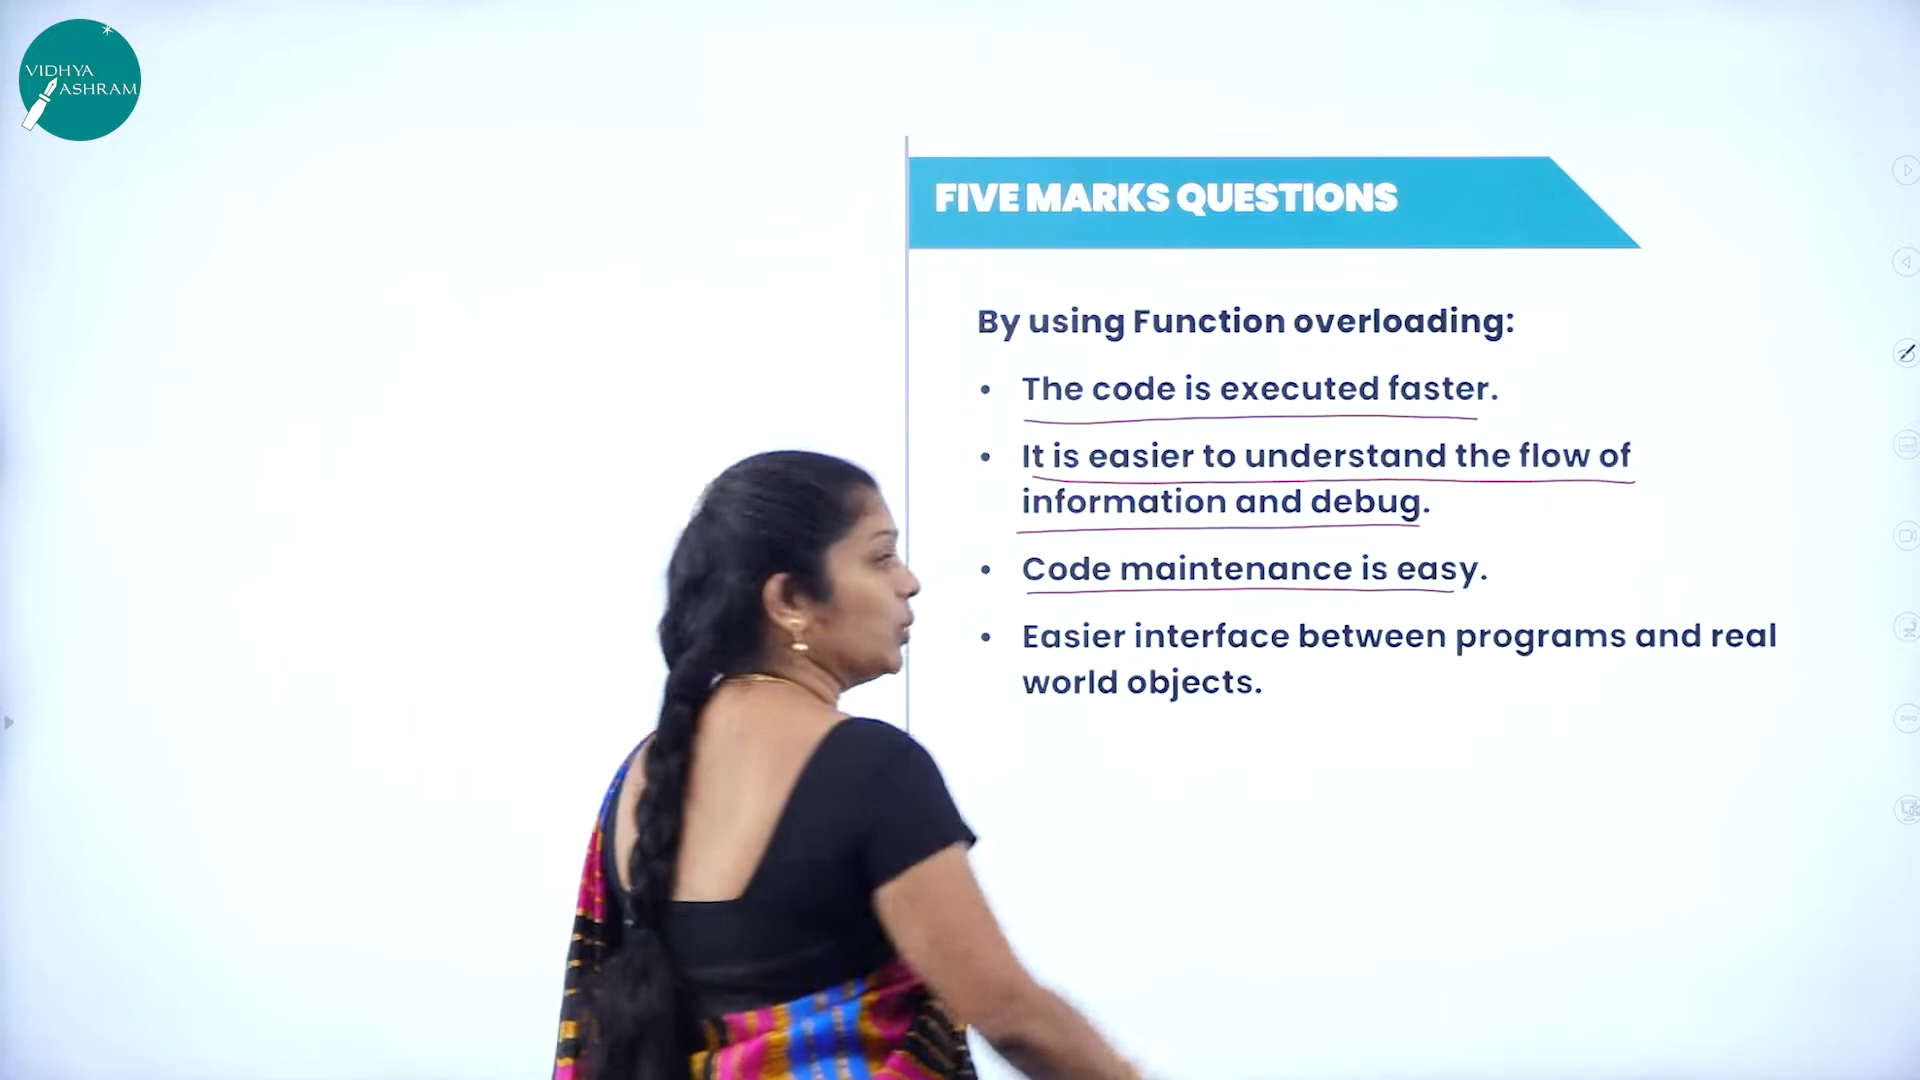 VIDHYA
ASHRAM
FIVE MARKS QUESTIONS
By using Function overloading:
• The code is executed faster.
• It is easier to understand the flow of
information and debug.
• Code maintenance is easy.
• Easier interface between programs and real
world objects.